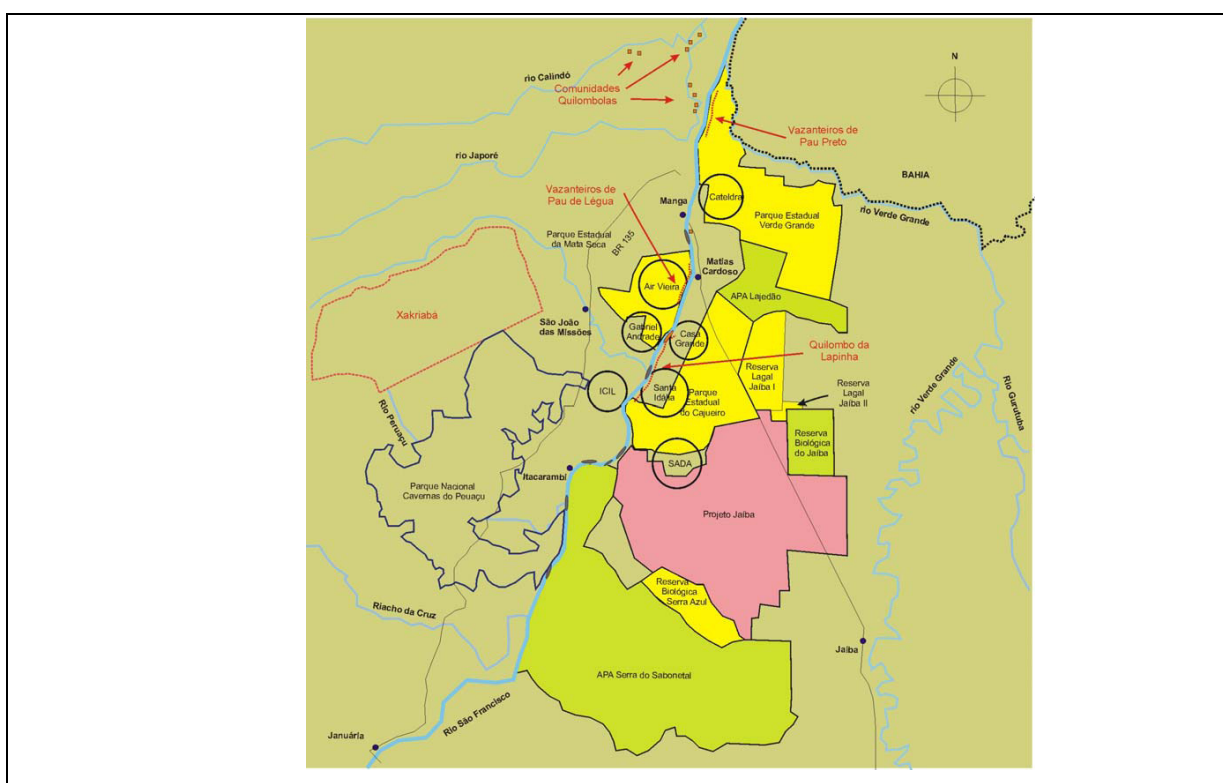 N
rio Calindó
Comunidades
Quilombolas
Vazanteiros de
Pau Preto
rio Japoré
BAHIA
Vazanteiros
de Pau de Légua
Cateldra
Manga
rio Verde Grande
Parque Estadual
Verde Grande
Parque Estadual
da Mata Seca
BR 135
Matias
Cardoso
Air Vieira
APA Lajedão
Xakriabá
São João
das Missões
Gabriel
Andrade
Casa
Grande
Quilombo da
Lapinha
Reserva
Lagal
Jaíba I
Reserva
Lagal
Jaíba II
rio Verde Grande
Rio Gurutuba
ICIL
Santa
Idália
Parque
Estadual
do Cajueiro
Rio Peruaçu
Reserva
Biológica
do Jaíba
SADA
Itacarambi
Parque Nacional
Cavernas do Peuaçu
Projeto Jaíba
Reserva
Biológica
Serra Azul
Riacho da Cruz
Jaíba
APA Serra do Sabonetal
Rio São Francisco
Januária